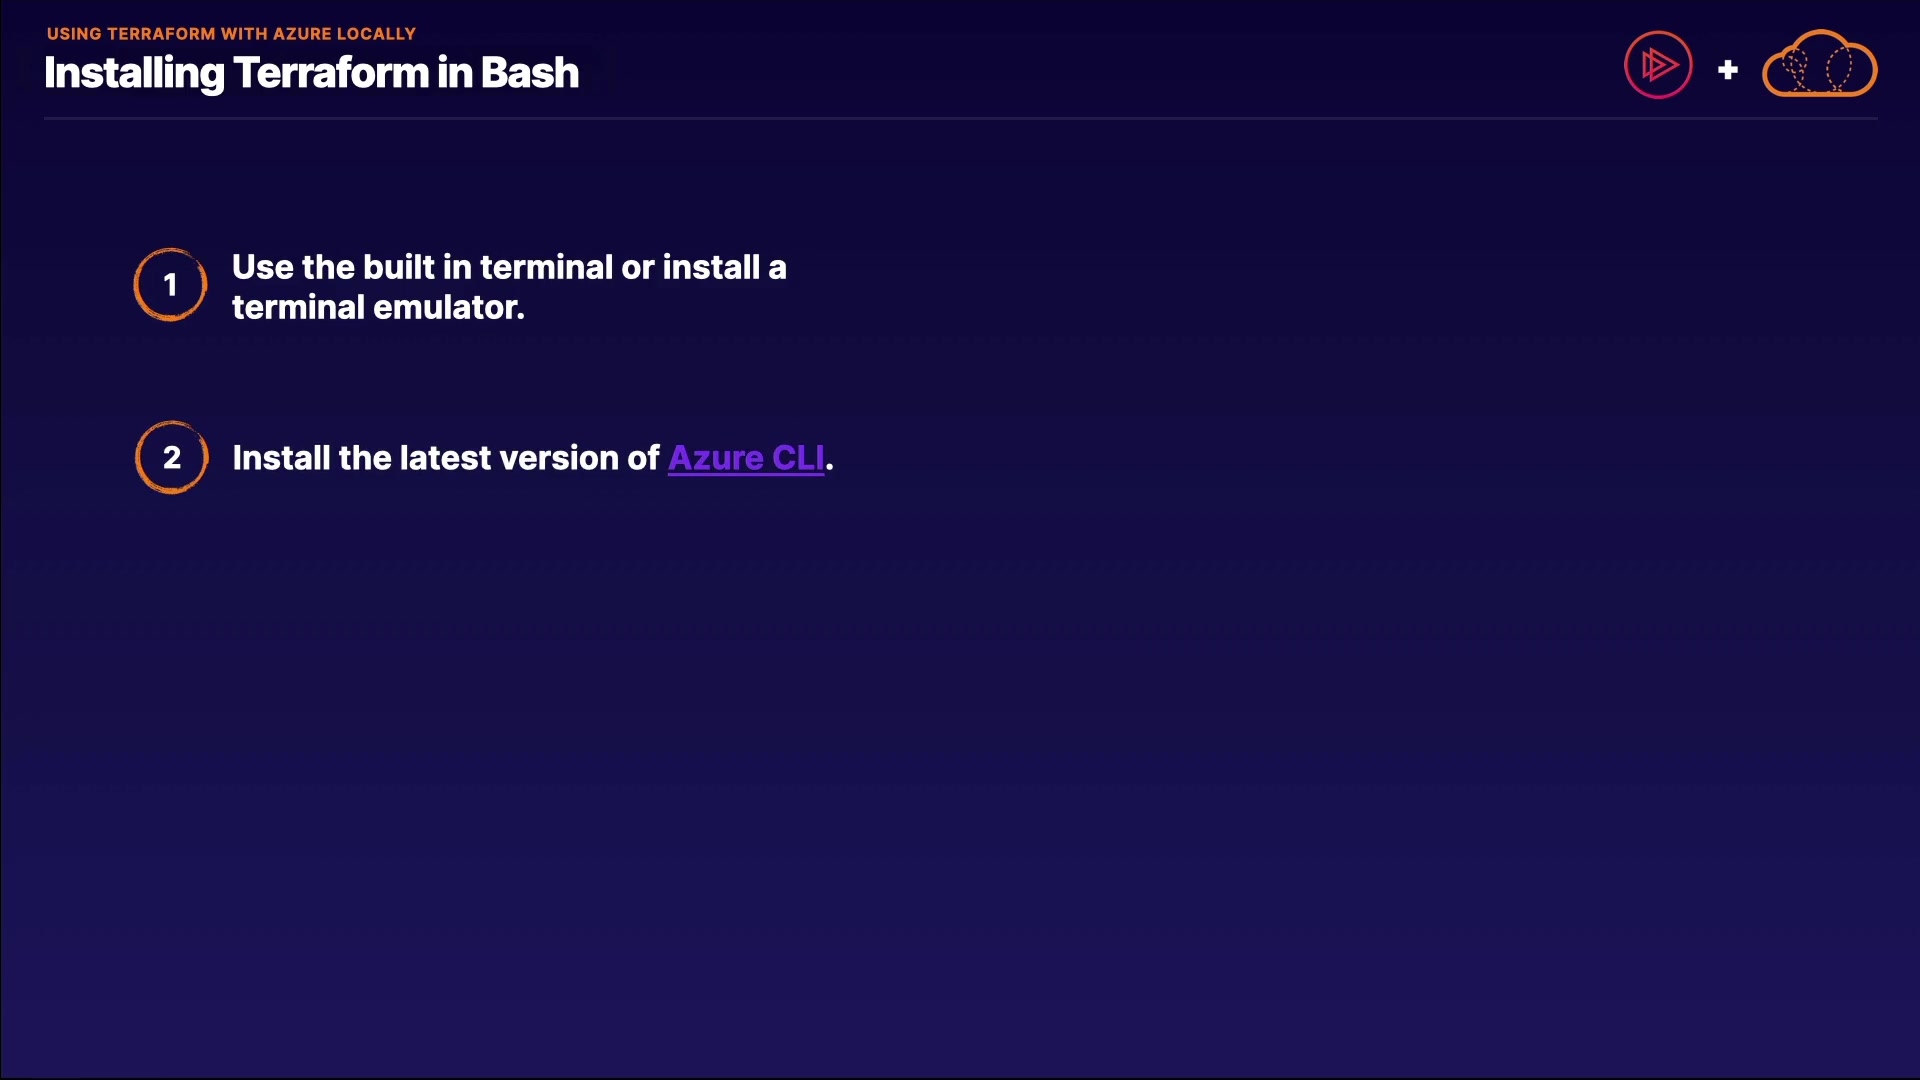 USING TERRAFORM WITH AZURE LOCALLY
Installing Terraform in Bash
1
Use the built in terminal or install a
terminal emulator.
2
Install the latest version of Azure CLI.